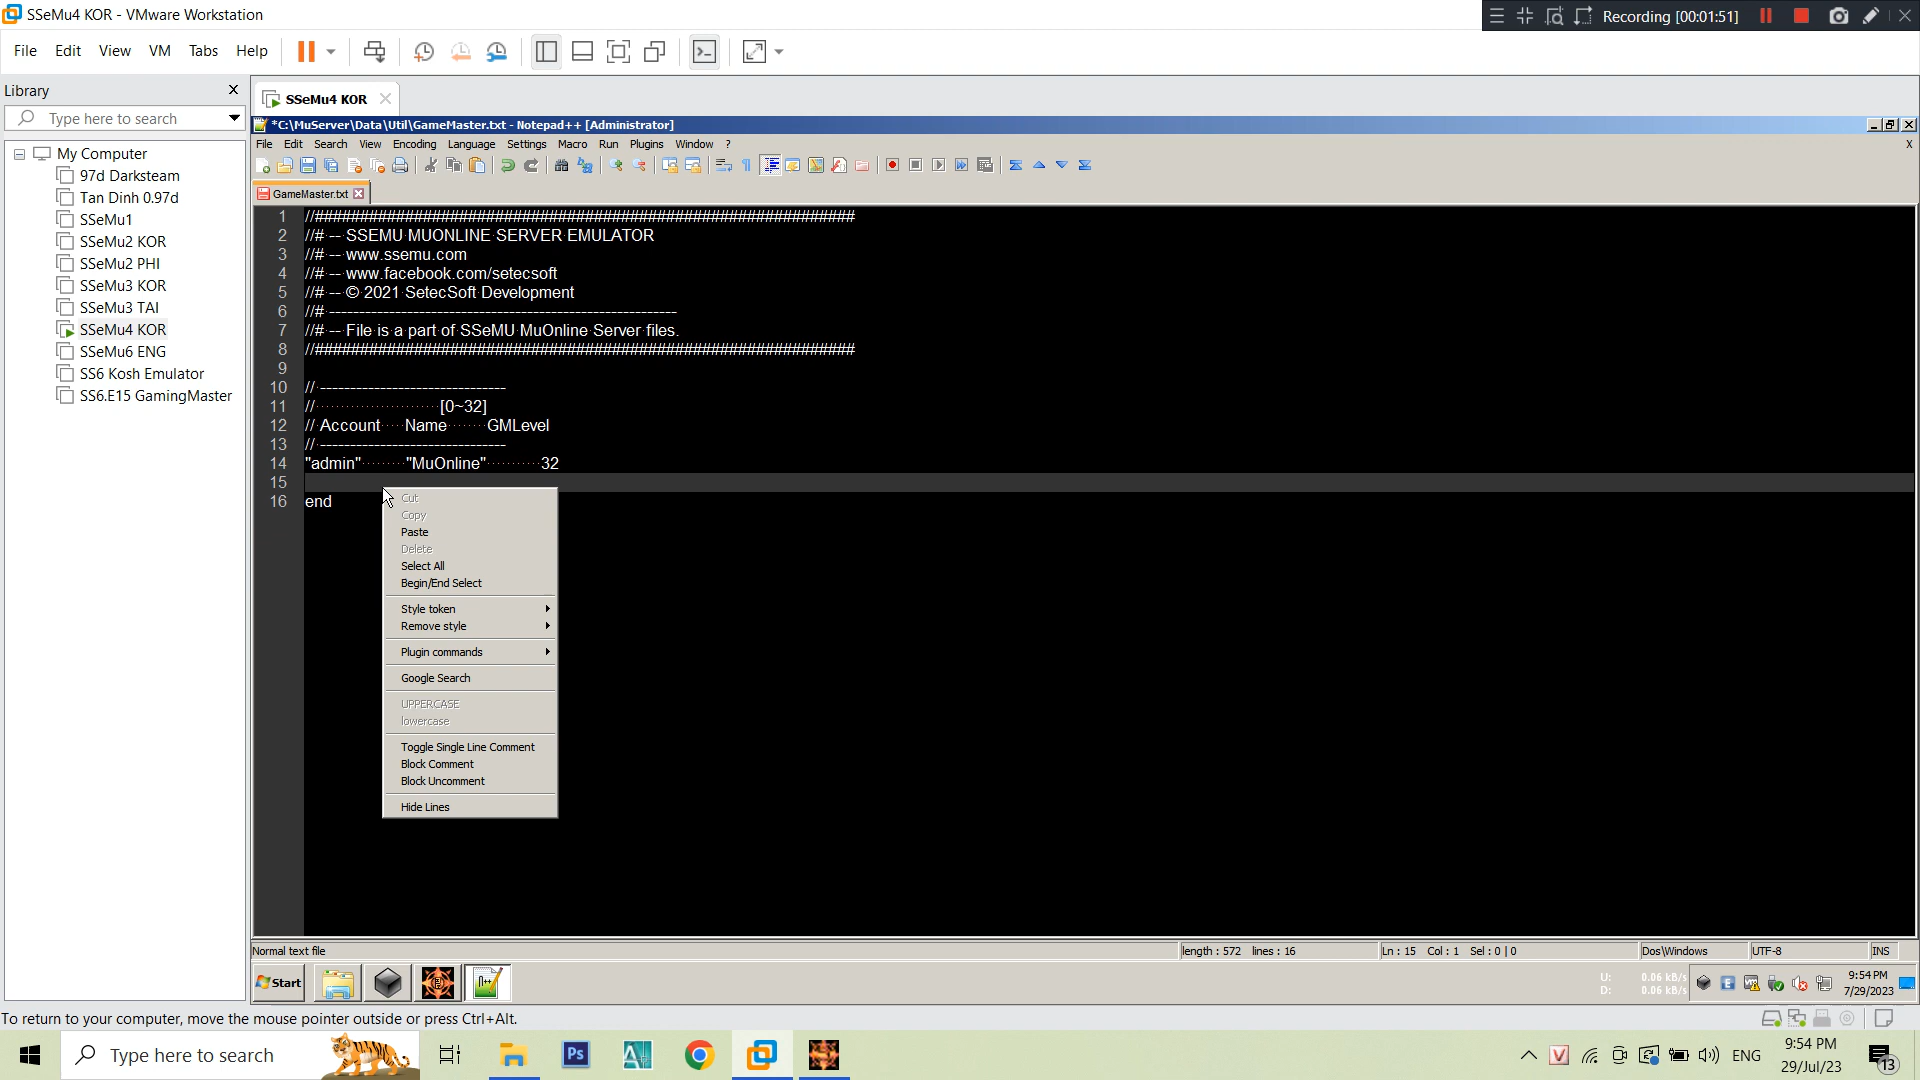 SSeMu4 KOR - VMware Workstation
Recording [00:01:51]
File Edit View VM Tabs Help
Library
SSeMu4 KOR
Type here to search
*C:\MuServer\Data\Util\GameMaster.txt - Notepad++ [Administrator]
File Edit Search View Encoding Language Settings Macro Run Plugins Window ?
X
GameMaster.txt
My Computer
97d Darksteam
Tan Dinh 0.97d
SSeMu1
SSeMu2 KOR
SSeMu2 PHI
SSeMu3 KOR
SSeMu3 TAI
SSeMu4 KOR
SSeMu6 ENG
SS6 Kosh Emulator
SS6.E15 GamingMaster
1 //############################################################
2 //# -- SSEMU MUONLINE SERVER EMULATOR
3 //# -- www.ssemu.com
4 //# -- www.facebook.com/setecsoft
5 //# -- © 2021 SetecSoft Development
6 //# ----------------------------------------------------------
7 //# -- File is a part of SSeMU MuOnline Server files.
8 //############################################################
9
10 // -------------------------------
11 // [0~32]
12 // Account Name GMLevel
13 // -------------------------------
14 "admin" "MuOnline" 32
15
16 end
Cut
Copy
Paste
Delete
Select All
Begin/End Select
Style token
Remove style
Plugin commands
Google Search
UPPERCASE
lowercase
Toggle Single Line Comment
Block Comment
Block Uncomment
Hide Lines
Normal text file length : 572 lines : 16 Ln : 15 Col : 1 Sel : 0 | 0 Dos\Windows UTF-8 INS
Start
U: 0.06 kB/s
D: 0.06 kB/s
9:54 PM
7/29/2023
To return to your computer, move the mouse pointer outside or press Ctrl+Alt.
Type here to search
Ps
ENG
9:54 PM
29/Jul/23
13